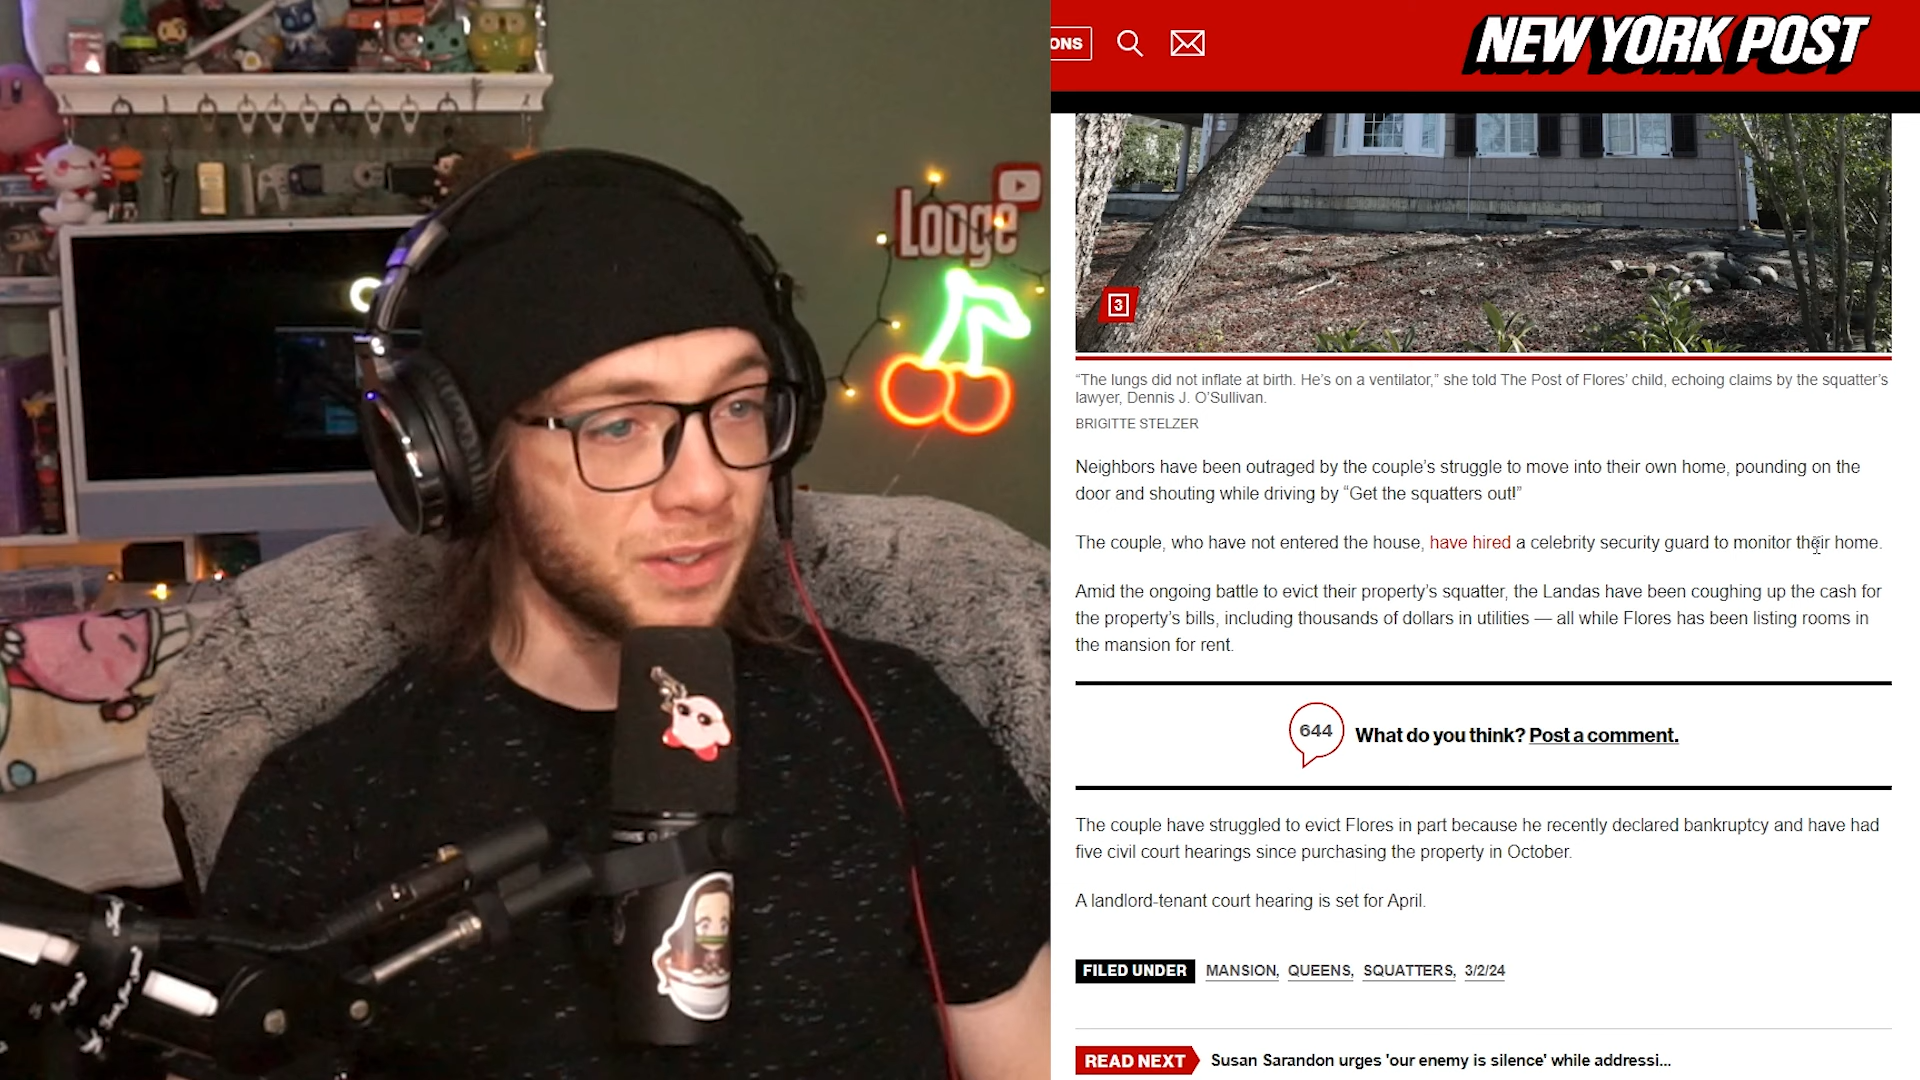 Looge
ONS
NEW YORK POST
3
“The lungs did not inflate at birth. He’s on a ventilator,” she told The Post of Flores’ child, echoing claims by the squatter’s
lawyer, Dennis J. O’Sullivan.
BRIGITTE STELZER
Neighbors have been outraged by the couple’s struggle to move into their own home, pounding on the
door and shouting while driving by “Get the squatters out!”
The couple, who have not entered the house, have hired a celebrity security guard to monitor their home.
Amid the ongoing battle to evict their property’s squatter, the Landas have been coughing up the cash for
the property’s bills, including thousands of dollars in utilities — all while Flores has been listing rooms in
the mansion for rent.
644
What do you think? Post a comment.
The couple have struggled to evict Flores in part because he recently declared bankruptcy and have had
five civil court hearings since purchasing the property in October.
A landlord-tenant court hearing is set for April.
FILED UNDER MANSION, QUEENS, SQUATTERS, 3/2/24
READ NEXT Susan Sarandon urges 'our enemy is silence' while addressi...